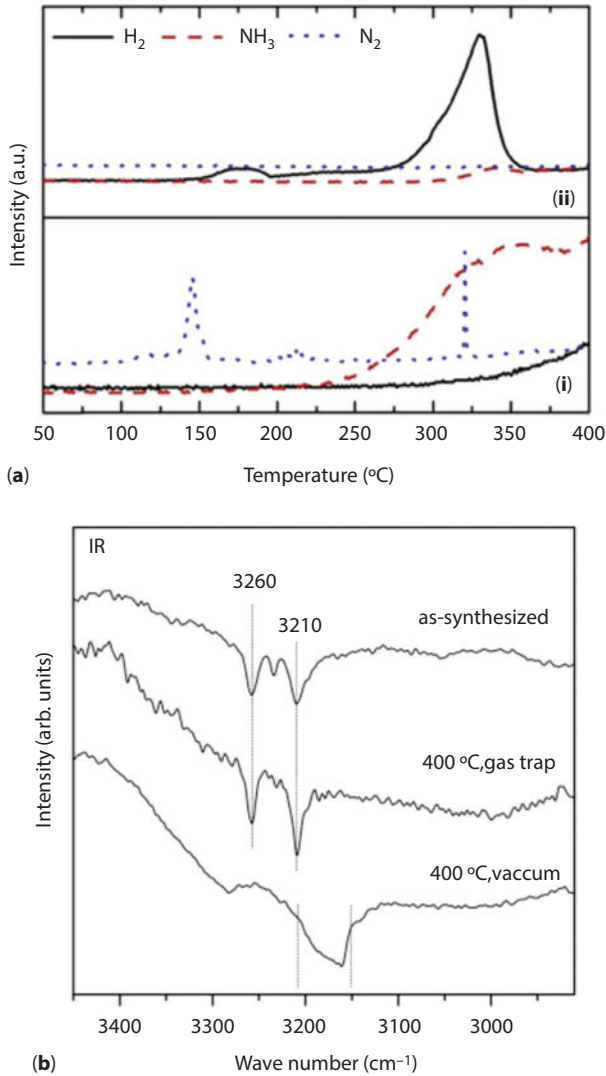 H₂ NH₃ N₂
Intensity (a.u.)
(ii)
(i)
50 100 150 200 250 300 350 400
(a) Temperature (ºC)
IR
3260
3210
as-synthesized
400 ºC,gas trap
400 ºC,vaccum
Intensity (arb. units)
3400 3300 3200 3100 3000
(b) Wave number (cm⁻¹)